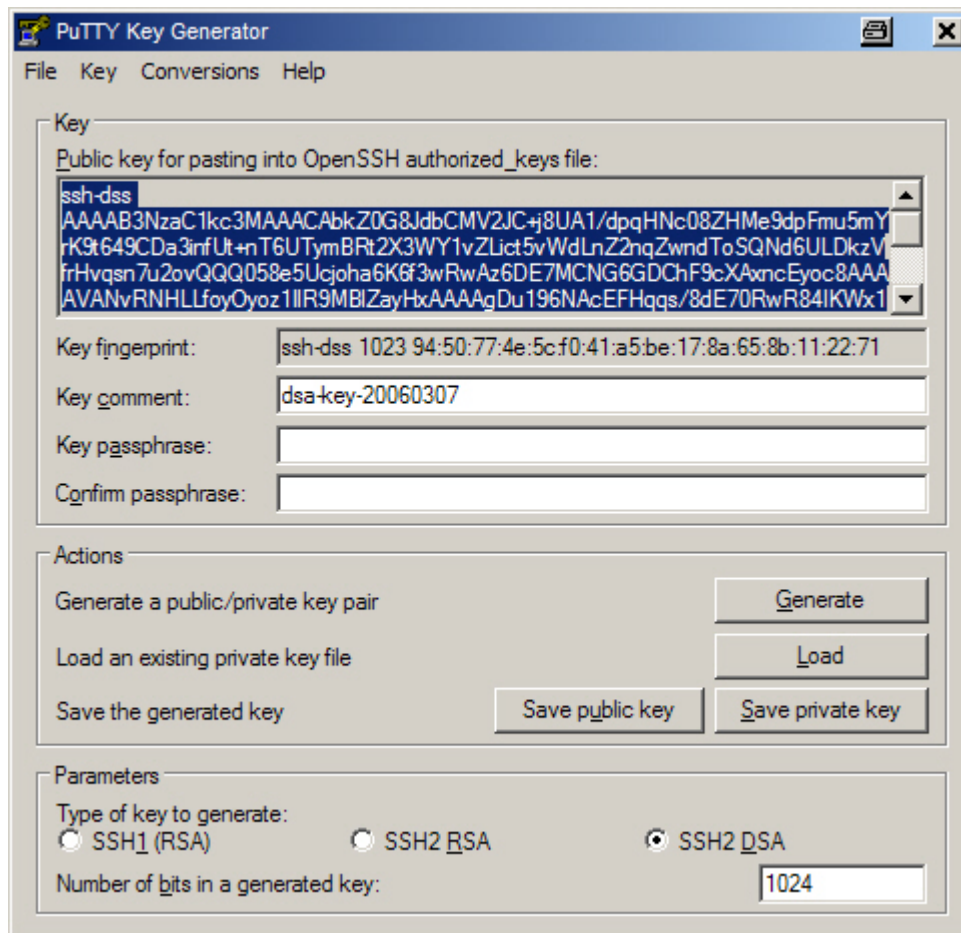 PuTTY Key Generator
File Key Conversions Help
Key
Public key for pasting into OpenSSH authorized_keys file:
ssh-dss
AAAAB3NzaC1kc3MAAACAbkZ0G8JdbCMV2JC+j8UA1/dpqHNc08ZHMe9dpFmu5mY
rK9t649CDa3infUt+nT6UTymBRt2X3WY1vZLict5vWdLnZ2nqZwndToSQNd6ULDkzV
frHvqsn7u2ovQQQ058e5Ucjoha6K6f3wRwAz6DE7MCNG6GDChF9cXAxncEyoc8AAA
AVANvRNHLLfoyOyoz1lIR9MBIZayHxAAAAgDu196NAcEFHqqs/8dE70RwR84IKWx1
Key fingerprint: ssh-dss 1023 94:50:77:4e:5c:f0:41:a5:be:17:8a:65:8b:11:22:71
Key comment: dsa-key-20060307
Key passphrase:
Confirm passphrase:
Actions
Generate a public/private key pair Generate
Load an existing private key file Load
Save the generated key Save public key Save private key
Parameters
Type of key to generate:
SSH1 (RSA) SSH2 RSA SSH2 DSA
Number of bits in a generated key: 1024